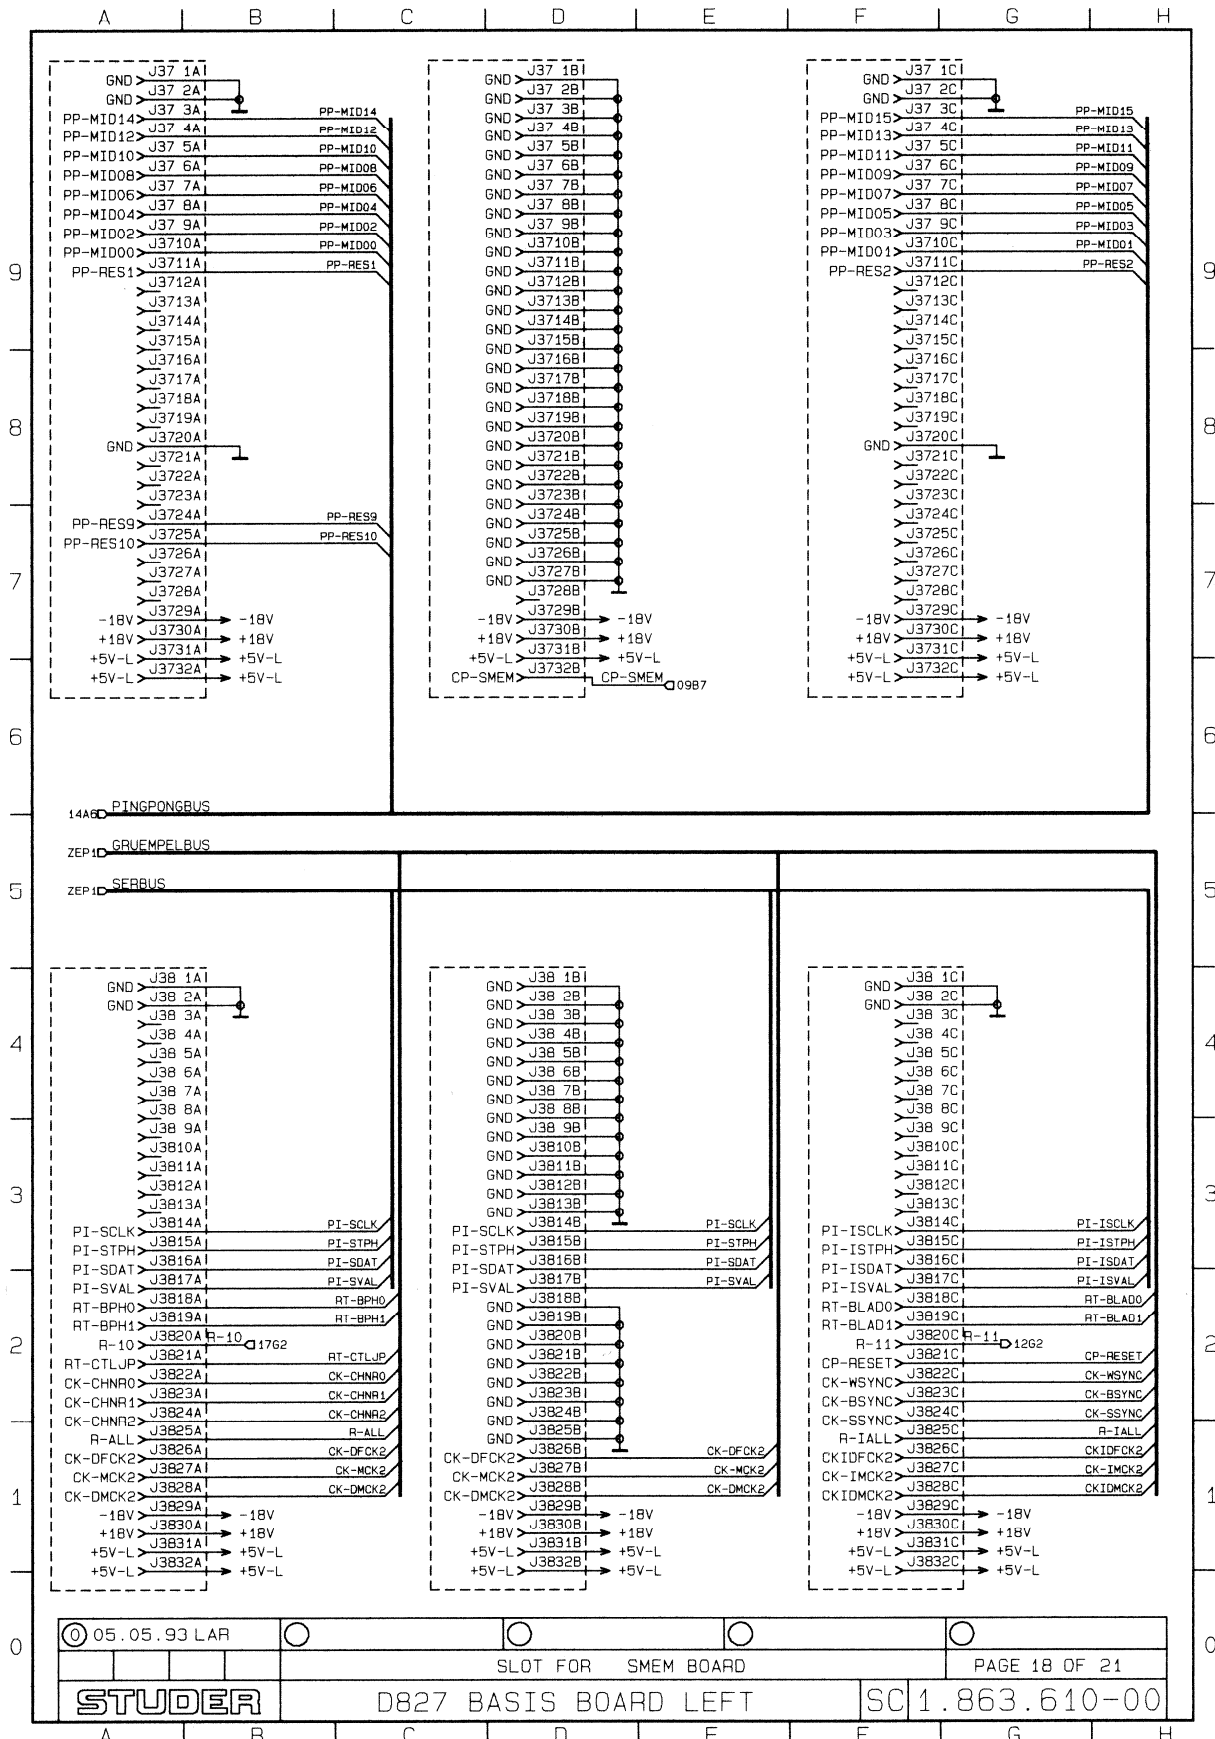 A B C D E F G H
J37 1A
GND
J37 2A
GND
J37 3A
PP-MID14 PP-MID14
J37 4A
PP-MID12 PP-MID12
J37 5A
PP-MID10 PP-MID10
J37 6A
PP-MID08 PP-MID08
J37 7A
PP-MID06 PP-MID06
J37 8A
PP-MID04 PP-MID04
J37 9A
PP-MID02 PP-MID02
J3710A
PP-MID00 PP-MID00
J3711A
PP-RES1 PP-RES1
J3712A
J3713A
J3714A
J3715A
J3716A
J3717A
J3718A
J3719A
J3720A
GND
J3721A
J3722A
J3723A
J3724A
PP-RES9 PP-RES9
J3725A
PP-RES10 PP-RES10
J3726A
J3727A
J3728A
J3729A
-18V -18V
J3730A
+18V +18V
J3731A
+5V-L +5V-L
J3732A
+5V-L +5V-L
J37 1B
GND
J37 2B
GND
J37 3B
GND
J37 4B
GND
J37 5B
GND
J37 6B
GND
J37 7B
GND
J37 8B
GND
J37 9B
GND
J3710B
GND
J3711B
GND
J3712B
GND
J3713B
GND
J3714B
GND
J3715B
GND
J3716B
GND
J3717B
GND
J3718B
GND
J3719B
GND
J3720B
GND
J3721B
GND
J3722B
GND
J3723B
GND
J3724B
GND
J3725B
GND
J3726B
GND
J3727B
GND
J3728B
J3729B
-18V -18V
J3730B
+18V +18V
J3731B
+5V-L +5V-L
J3732B
CP-SMEM CP-SMEM 09B7
J37 1C
GND
J37 2C
GND
J37 3C
PP-MID15 PP-MID15
J37 4C
PP-MID13 PP-MID13
J37 5C
PP-MID11 PP-MID11
J37 6C
PP-MID09 PP-MID09
J37 7C
PP-MID07 PP-MID07
J37 8C
PP-MID05 PP-MID05
J37 9C
PP-MID03 PP-MID03
J3710C
PP-MID01 PP-MID01
J3711C
PP-RES2 PP-RES2
J3712C
J3713C
J3714C
J3715C
J3716C
J3717C
J3718C
J3719C
J3720C
GND
J3721C
J3722C
J3723C
J3724C
J3725C
J3726C
J3727C
J3728C
J3729C
-18V -18V
J3730C
+18V +18V
J3731C
+5V-L +5V-L
J3732C
+5V-L +5V-L
9 9
8 8
7 7
6 6
14A6 PINGPONGBUS
ZEP1 GRUEMPELBUS
ZEP1 SERBUS
5 5
J38 1A
GND
J38 2A
GND
J38 3A
J38 4A
J38 5A
J38 6A
J38 7A
J38 8A
J38 9A
J3810A
J3811A
J3812A
J3813A
J3814A
PI-SCLK PI-SCLK
J3815A
PI-STPH PI-STPH
J3816A
PI-SDAT PI-SDAT
J3817A
PI-SVAL PI-SVAL
J3818A
RT-BPH0 RT-BPH0
J3819A
RT-BPH1 RT-BPH1
J3820A
R-10 R-10 17G2
J3821A
RT-CTLJP RT-CTLJP
J3822A
CK-CHNR0 CK-CHNR0
J3823A
CK-CHNR1 CK-CHNR1
J3824A
CK-CHNR2 CK-CHNR2
J3825A
R-ALL R-ALL
J3826A
CK-DFCK2 CK-DFCK2
J3827A
CK-MCK2 CK-MCK2
J3828A
CK-DMCK2 CK-DMCK2
J3829A
-18V -18V
J3830A
+18V +18V
J3831A
+5V-L +5V-L
J3832A
+5V-L +5V-L
J38 1B
GND
J38 2B
GND
J38 3B
GND
J38 4B
GND
J38 5B
GND
J38 6B
GND
J38 7B
GND
J38 8B
GND
J38 9B
GND
J3810B
GND
J3811B
GND
J3812B
GND
J3813B
GND
J3814B
PI-SCLK PI-SCLK
J3815B
PI-STPH PI-STPH
J3816B
PI-SDAT PI-SDAT
J3817B
PI-SVAL PI-SVAL
J3818B
GND
J3819B
GND
J3820B
GND
J3821B
GND
J3822B
GND
J3823B
GND
J3824B
GND
J3825B
GND
J3826B
CK-DFCK2 CK-DFCK2
J3827B
CK-MCK2 CK-MCK2
J3828B
CK-DMCK2 CK-DMCK2
J3829B
-18V -18V
J3830B
+18V +18V
J3831B
+5V-L +5V-L
J3832B
+5V-L +5V-L
J38 1C
GND
J38 2C
GND
J38 3C
J38 4C
J38 5C
J38 6C
J38 7C
J38 8C
J38 9C
J3810C
J3811C
J3812C
J3813C
J3814C
PI-ISCLK PI-ISCLK
J3815C
PI-ISTPH PI-ISTPH
J3816C
PI-ISDAT PI-ISDAT
J3817C
PI-ISVAL PI-ISVAL
J3818C
RT-BLAD0 RT-BLAD0
J3819C
RT-BLAD1 RT-BLAD1
J3820C
R-11 R-11 12G2
J3821C
CP-RESET CP-RESET
J3822C
CK-WSYNC CK-WSYNC
J3823C
CK-BSYNC CK-BSYNC
J3824C
CK-SSYNC CK-SSYNC
J3825C
R-IALL R-IALL
J3826C
CKIDFCK2 CKIDFCK2
J3827C
CK-IMCK2 CK-IMCK2
J3828C
CKIDMCK2 CKIDMCK2
J3829C
-18V -18V
J3830C
+18V +18V
J3831C
+5V-L +5V-L
J3832C
+5V-L +5V-L
4 4
3 3
2 2
1 1
0 0
0 05.05.93 LAR
SLOT FOR SMEM BOARD PAGE 18 OF 21
STUDER D827 BASIS BOARD LEFT SC 1.863.610-00
A B C D E F G H